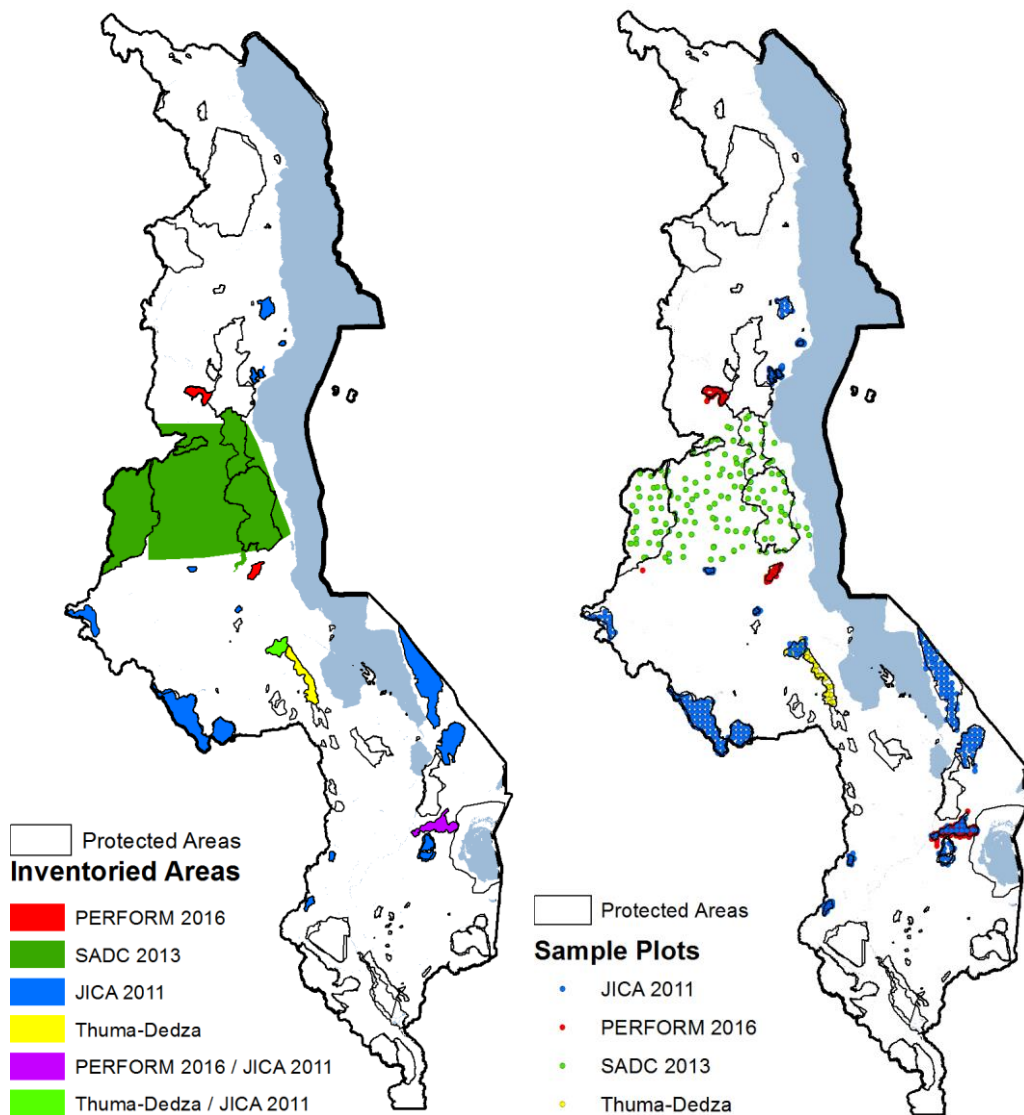 Protected Areas
Inventoried Areas
PERFORM 2016
SADC 2013
JICA 2011
Thuma-Dedza
PERFORM 2016 / JICA 2011
Thuma-Dedza / JICA 2011
Protected Areas
Sample Plots
JICA 2011
PERFORM 2016
SADC 2013
Thuma-Dedza